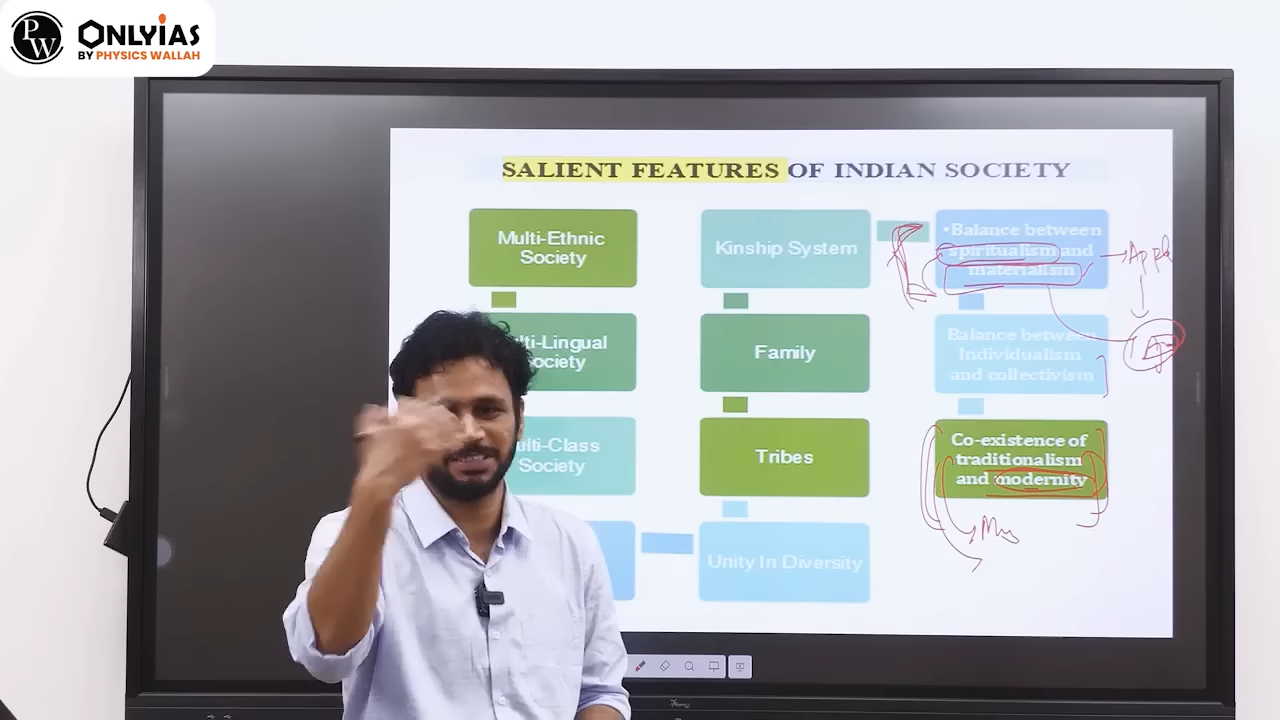 PW
ONLYIAS
BY PHYSICS WALLAH
SALIENT FEATURES OF INDIAN SOCIETY
Multi-Ethnic
Society
Kinship System
•Balance between
spiritualism and
materialism
Society
Family
Balance between
Individualism
and collectivism
Society
Tribes
Co-existence of
traditionalism
and modernity
Unity In Diversity